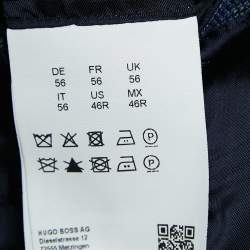 DE FR UK
56 56 56
IT US MX
56 46R 46R
P
P
HUGO BOSS AG
Dieselstrasse 12
72555 Metzingen